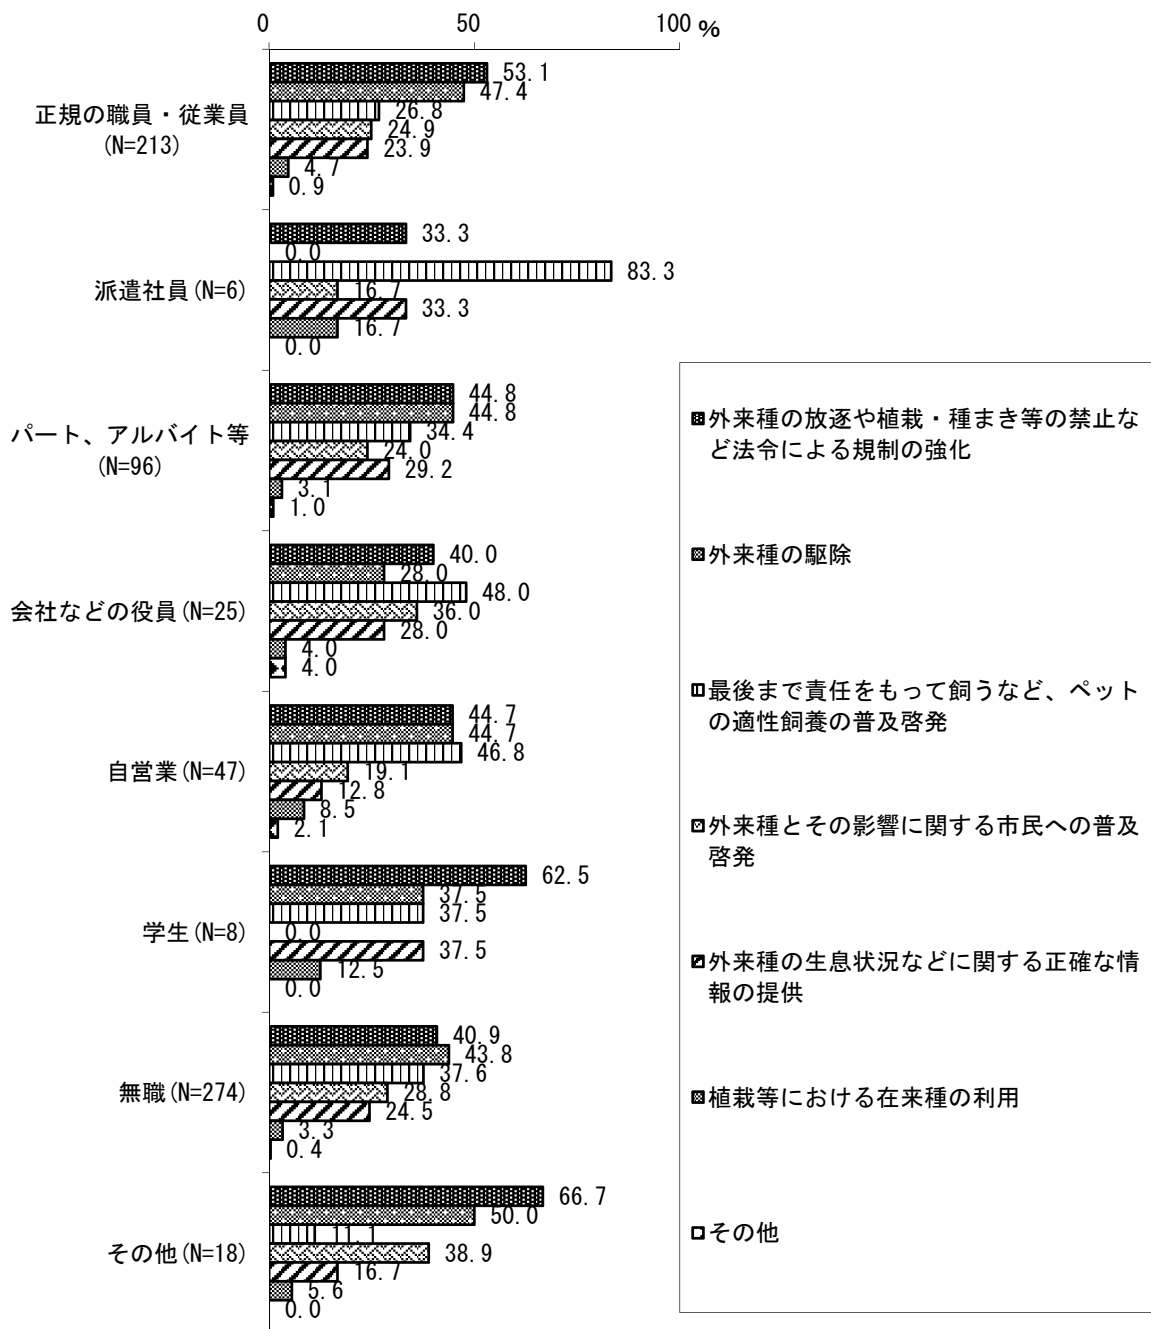 0 50 100 %
正規の職員・従業員
(N=213)
53.1
47.4
26.8
24.9
23.9
4.7
0.9
派遣社員(N=6)
33.3
0.0
83.3
16.7
33.3
16.7
0.0
パート、アルバイト等
(N=96)
44.8
44.8
34.4
24.0
29.2
3.1
1.0
会社などの役員(N=25)
40.0
28.0
48.0
36.0
28.0
4.0
4.0
自営業(N=47)
44.7
44.7
46.8
19.1
12.8
8.5
2.1
学生(N=8)
62.5
37.5
37.5
0.0
37.5
12.5
0.0
無職(N=274)
40.9
43.8
37.6
28.8
24.5
3.3
0.4
その他(N=18)
66.7
50.0
11.1
38.9
16.7
5.6
0.0
外来種の放逐や植栽・種まき等の禁止な
ど法令による規制の強化
外来種の駆除
最後まで責任をもって飼うなど、ペット
の適性飼養の普及啓発
外来種とその影響に関する市民への普及
啓発
外来種の生息状況などに関する正確な情
報の提供
植栽等における在来種の利用
その他